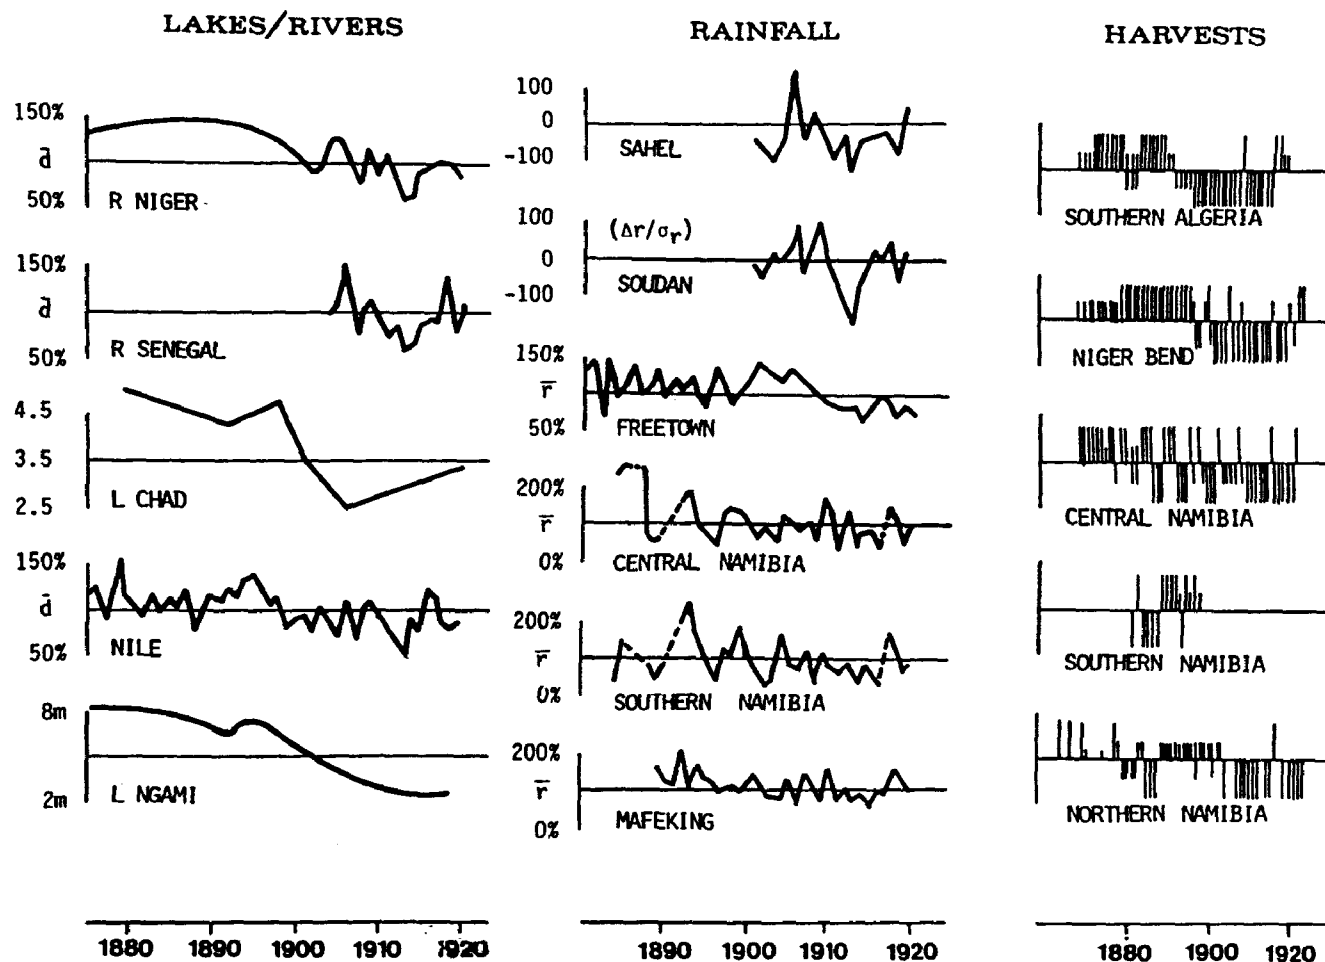 LAKES/RIVERS
150%
d̄
50%
R NIGER
150%
d̄
50%
R SENEGAL
4.5
3.5
2.5
L CHAD
150%
d̄
50%
NILE
8m
2m
L NGAMI
1880 1890 1900 1910 1920
RAINFALL
100
0
-100
SAHEL
100
(Δr/σr)
0
-100
SOUDAN
150%
r̄
50%
FREETOWN
200%
r̄
0%
CENTRAL NAMIBIA
200%
r̄
0%
SOUTHERN NAMIBIA
200%
r̄
0%
MAFEKING
1890 1900 1910 1920
HARVESTS
SOUTHERN ALGERIA
NIGER BEND
CENTRAL NAMIBIA
SOUTHERN NAMIBIA
NORTHERN NAMIBIA
1880 1900 1920